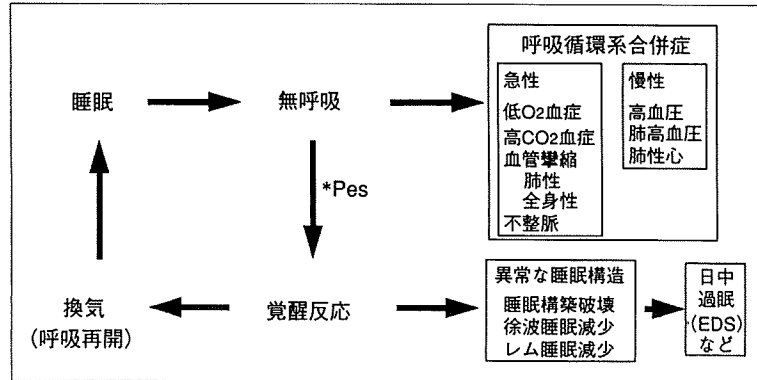 睡眠
無呼吸
呼吸循環系合併症
急性
低O2血症
高CO2血症
血管攣縮
肺性
全身性
不整脈
慢性
高血圧
肺高血圧
肺性心
*Pes
換気
(呼吸再開)
覚醒反応
異常な睡眠構造
睡眠構築破壊
徐波睡眠減少
レム睡眠減少
日中
過眠
(EDS)
など